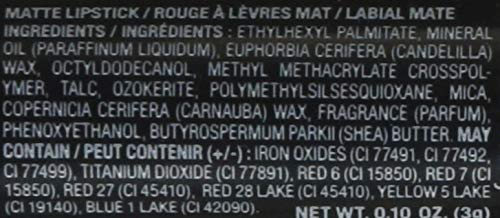 MATTE LIPSTICK / ROUGE À LÈVRES MAT / LABIAL MATE
INGREDIENTS / INGRÉDIENTS : ETHYLHEXYL PALMITATE, MINERAL
OIL (PARAFFINUM LIQUIDUM), EUPHORBIA CERIFERA (CANDELILLA)
WAX, OCTYLDODECANOL, METHYL METHACRYLATE CROSSPOL-
YMER, TALC, OZOKERITE, POLYMETHYLSILSESQUIOXANE, MICA,
COPERNICIA CERIFERA (CARNAUBA) WAX, FRAGRANCE (PARFUM),
PHENOXYETHANOL, BUTYROSPERMUM PARKII (SHEA) BUTTER. MAY
CONTAIN / PEUT CONTENIR (+/-) : IRON OXIDES (CI 77491, CI 77492,
CI 77499), TITANIUM DIOXIDE (CI 77891), RED 6 (CI 15850), RED 7 (CI
15850), RED 27 (CI 45410), RED 28 LAKE (CI 45410), YELLOW 5 LAKE
(CI 19140), BLUE 1 LAKE (CI 42090). WT. 0.10 OZ. (3g)